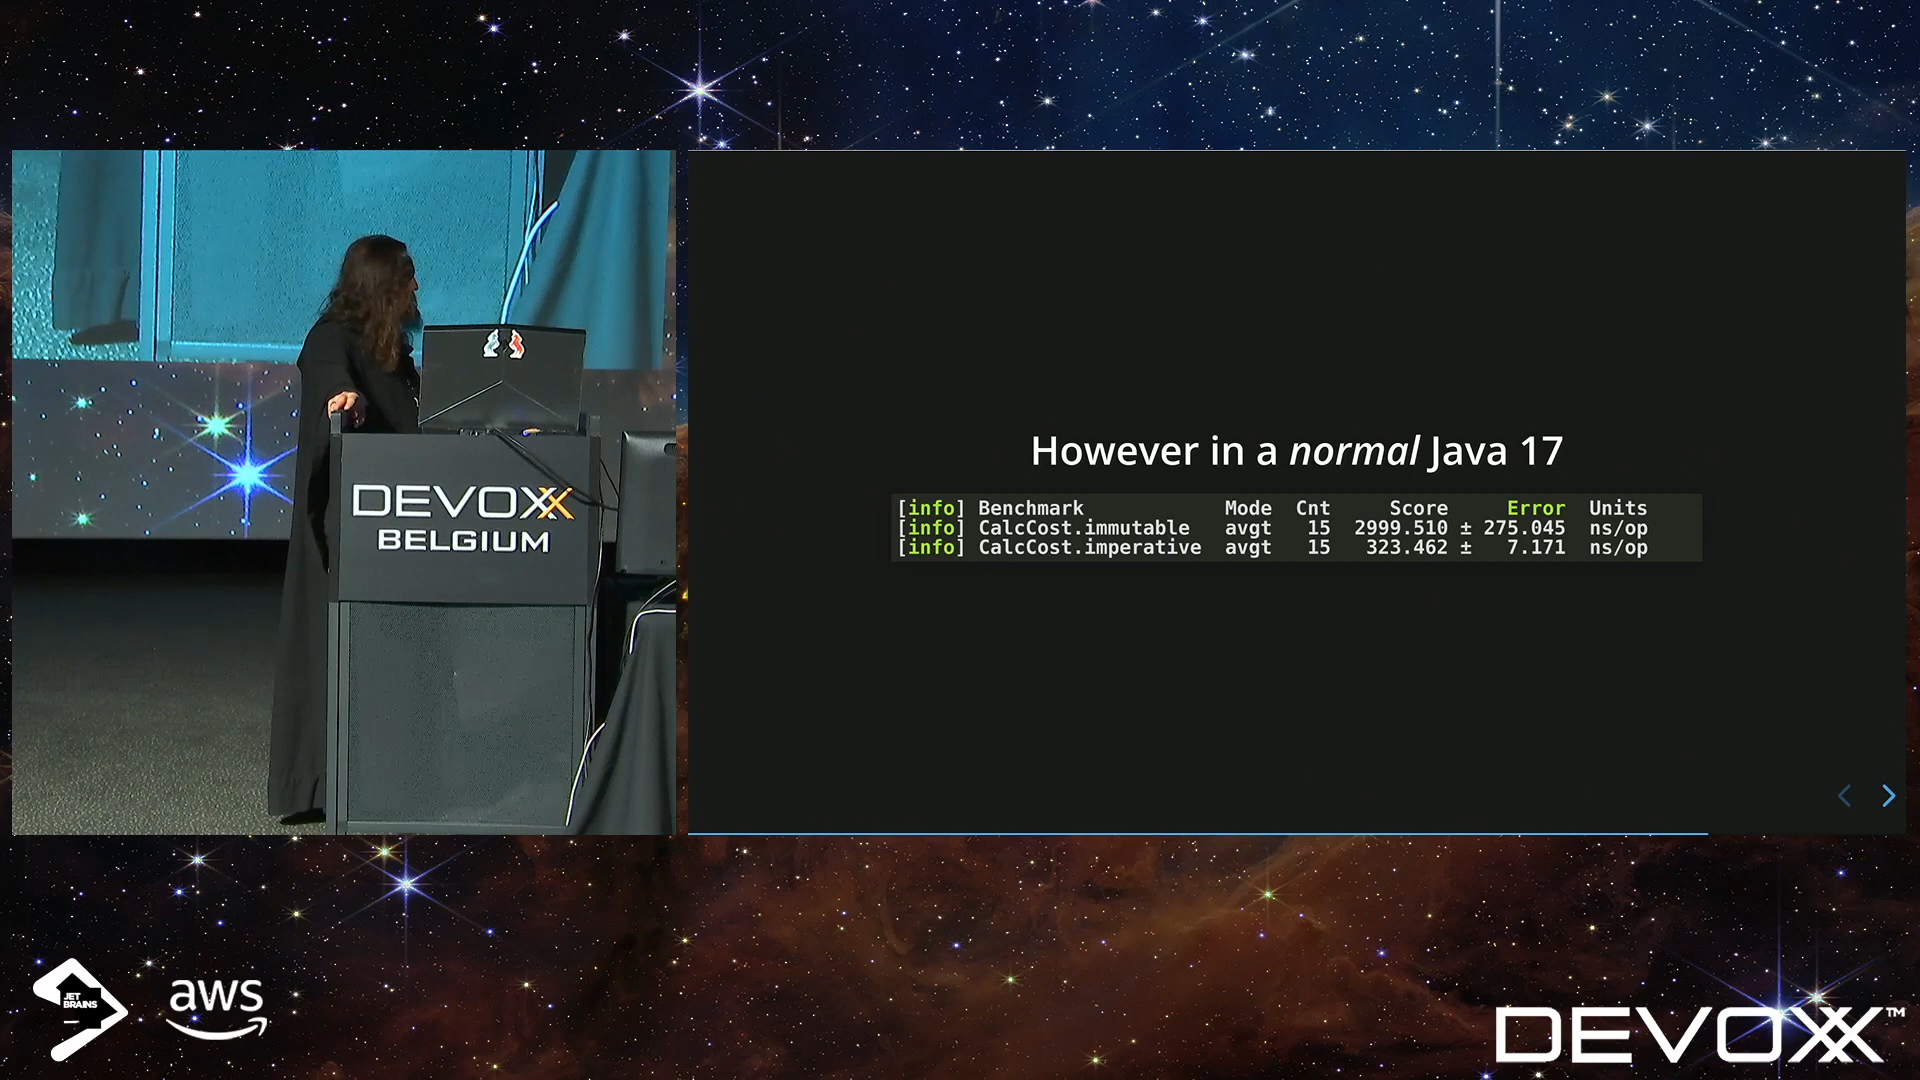 DEVOXX
BELGIUM
However in a normal Java 17
[info] Benchmark Mode Cnt Score Error Units
[info] CalcCost.immutable avgt 15 2999.510 ± 275.045 ns/op
[info] CalcCost.imperative avgt 15 323.462 ± 7.171 ns/op
JET
BRAINS
aws
DEVOXX™